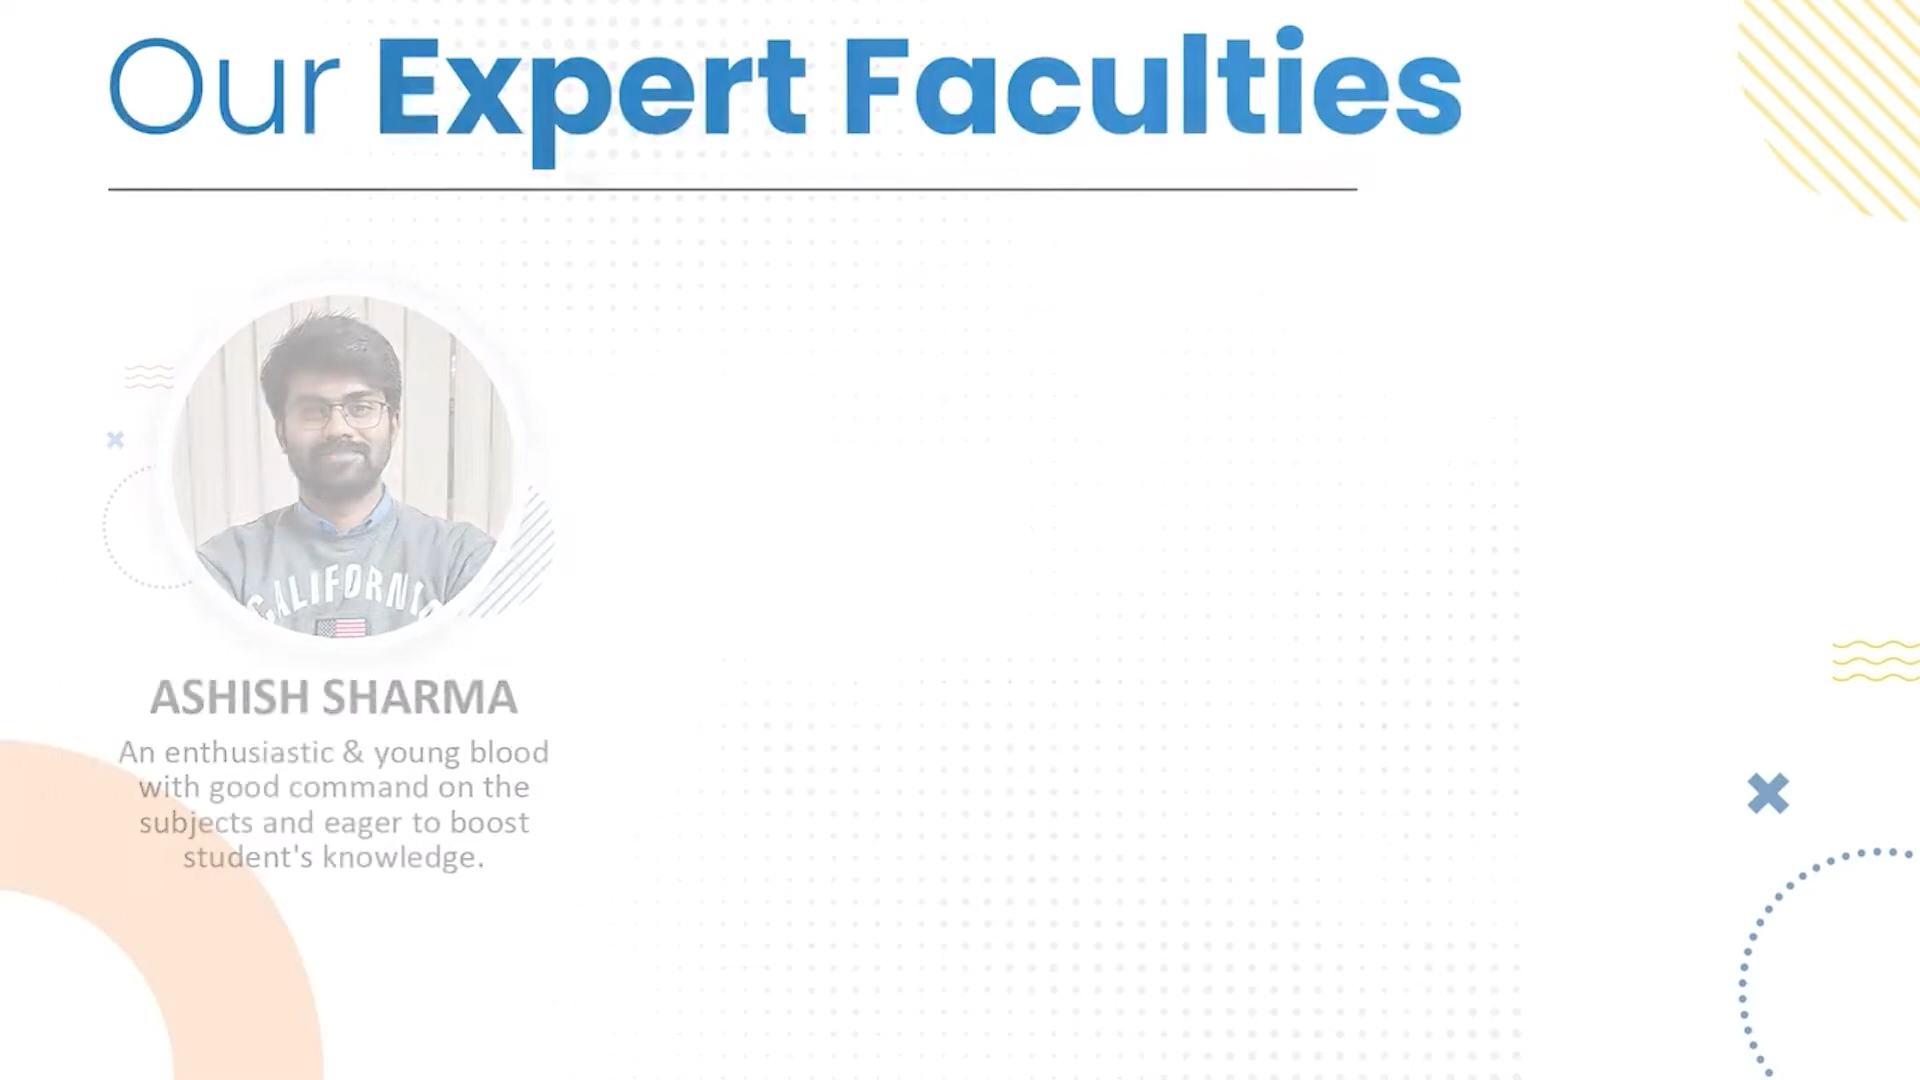 Our Expert Faculties
CALIFORNIA
ASHISH SHARMA
An enthusiastic & young blood
with good command on the
subjects and eager to boost
student's knowledge.